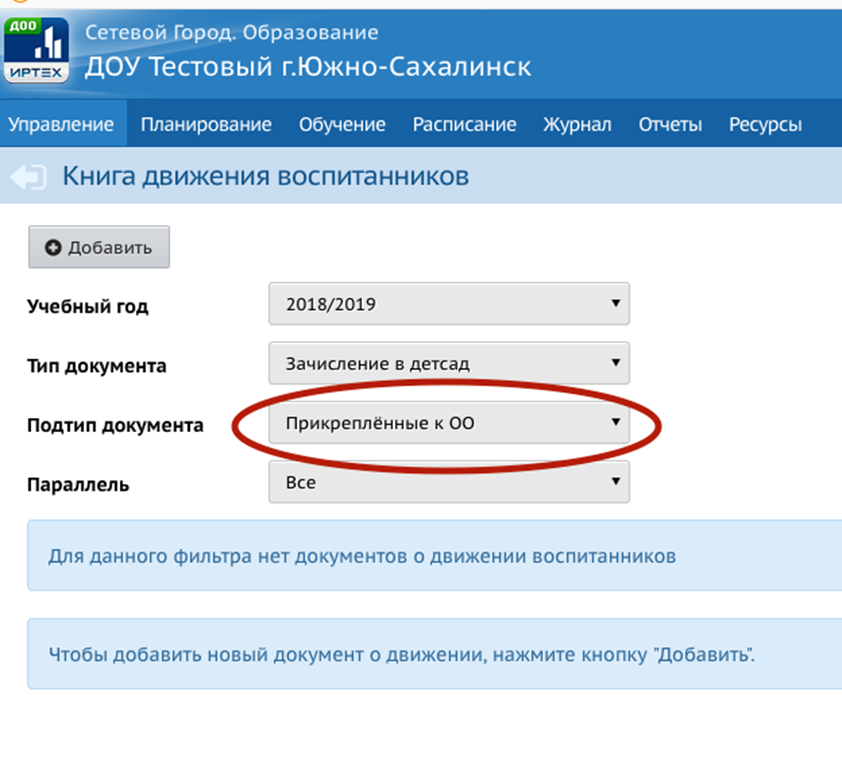 ДОО
ИРТЕХ
Сетевой Город. Образование
ДОУ Тестовый г.Южно-Сахалинск
Управление Планирование Обучение Расписание Журнал Отчеты Ресурсы
Книга движения воспитанников
Добавить
Учебный год 2018/2019
Тип документа Зачисление в детсад
Подтип документа Прикреплённые к ОО
Параллель Все
Для данного фильтра нет документов о движении воспитанников
Чтобы добавить новый документ о движении, нажмите кнопку "Добавить".